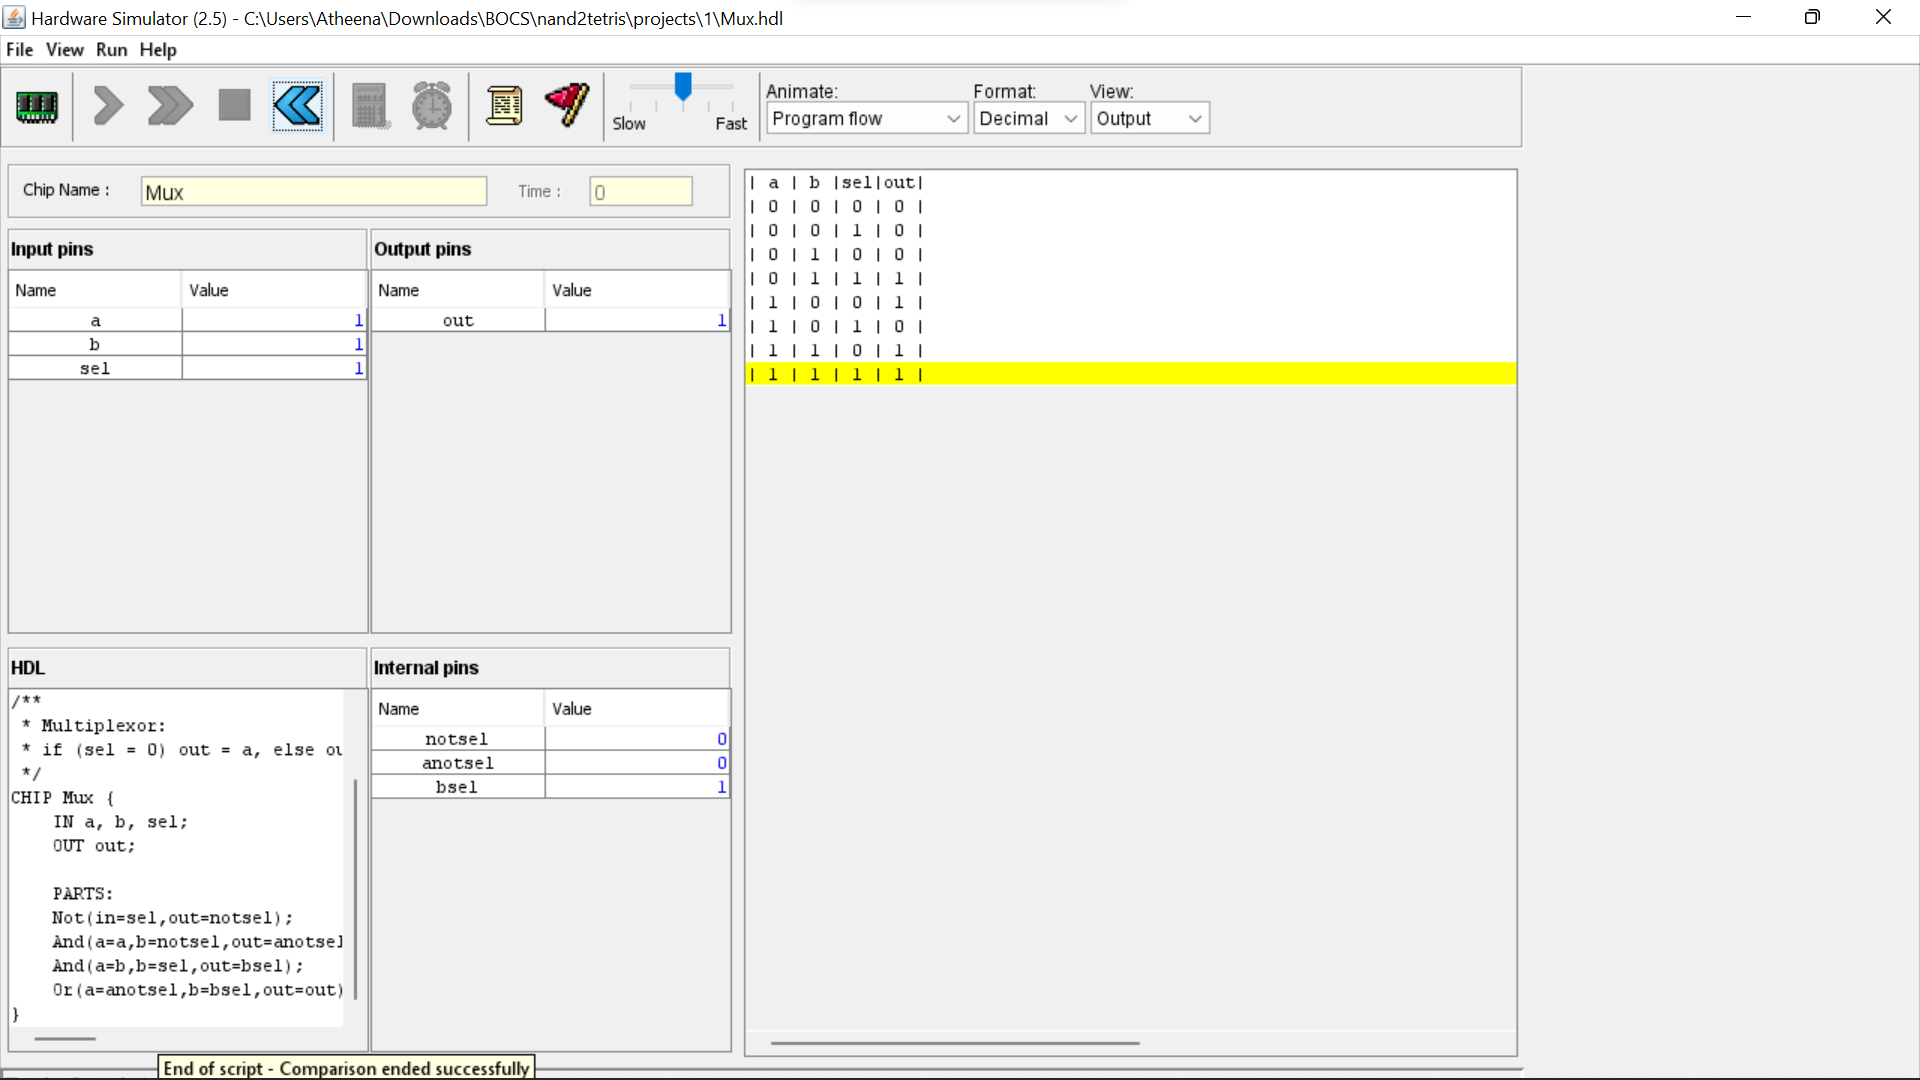 Hardware Simulator (2.5) - C:\Users\Atheena\Downloads\BOCS\nand2tetris\projects\1\Mux.hdl
File View Run Help
Slow Fast
Animate: Format: View:
Program flow Decimal Output
Chip Name : Mux Time : 0
Input pins
Name Value
a 1
b 1
sel 1
Output pins
Name Value
out 1
| a | b |sel|out|
| 0 | 0 | 0 | 0 |
| 0 | 0 | 1 | 0 |
| 0 | 1 | 0 | 0 |
| 0 | 1 | 1 | 1 |
| 1 | 0 | 0 | 1 |
| 1 | 0 | 1 | 0 |
| 1 | 1 | 0 | 1 |
| 1 | 1 | 1 | 1 |
HDL
/**
* Multiplexor:
* if (sel = 0) out = a, else ou
*/
CHIP Mux {
IN a, b, sel;
OUT out;
PARTS:
Not(in=sel,out=notsel);
And(a=a,b=notsel,out=anotsel
And(a=b,b=sel,out=bsel);
Or(a=anotsel,b=bsel,out=out)
}
Internal pins
Name Value
notsel 0
anotsel 0
bsel 1
End of script - Comparison ended successfully